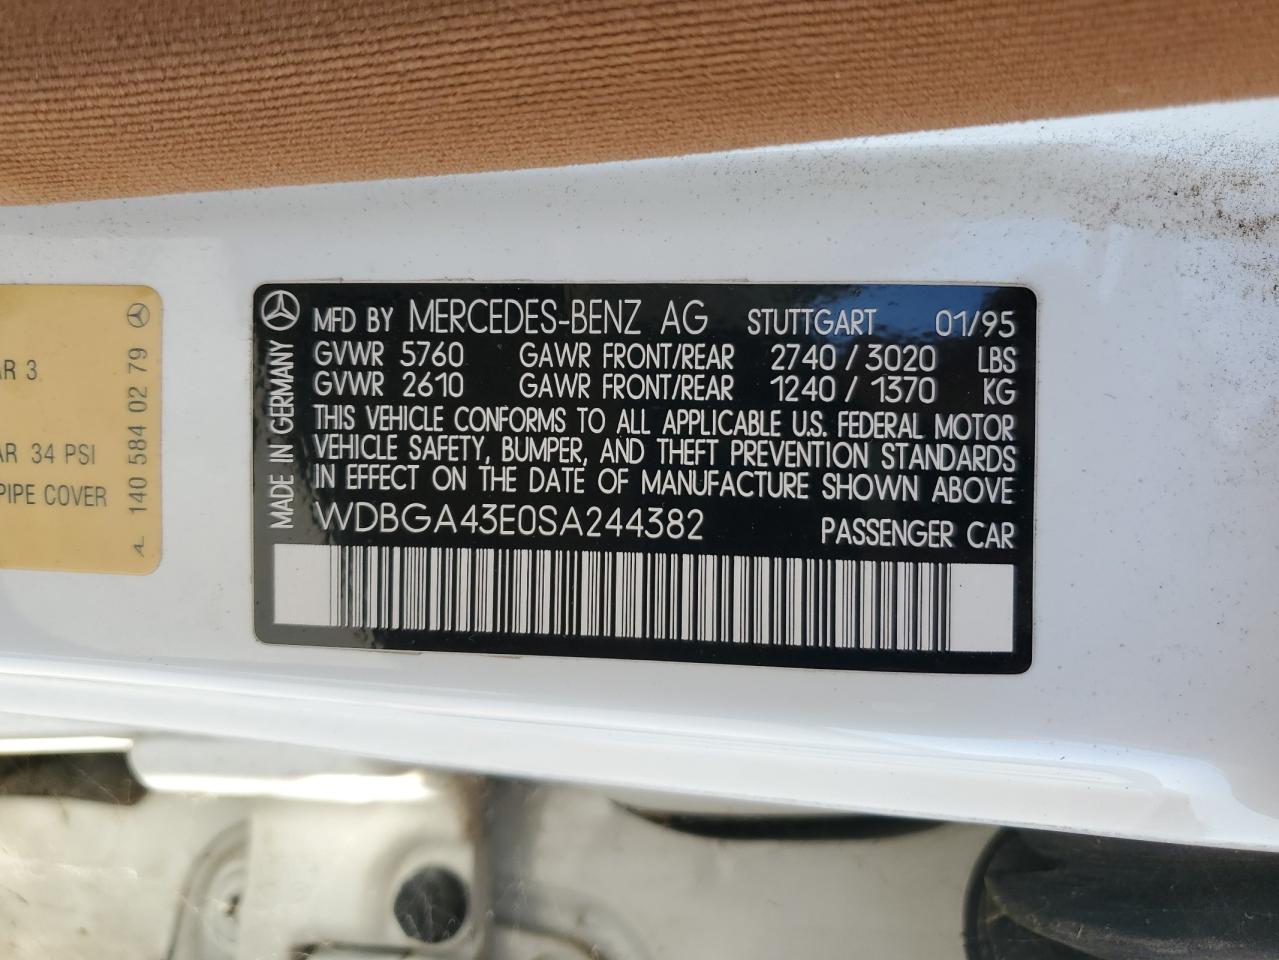 AR 3
AR 34 PSI
PIPE COVER
140 584 02 79
MADE IN GERMANY
MFD BY MERCEDES-BENZ AG STUTTGART 01/95
GVWR 5760 GAWR FRONT/REAR 2740 / 3020 LBS
GVWR 2610 GAWR FRONT/REAR 1240 / 1370 KG
THIS VEHICLE CONFORMS TO ALL APPLICABLE U.S. FEDERAL MOTOR
VEHICLE SAFETY, BUMPER, AND THEFT PREVENTION STANDARDS
IN EFFECT ON THE DATE OF MANUFACTURE SHOWN ABOVE
WDBGA43E0SA244382 PASSENGER CAR